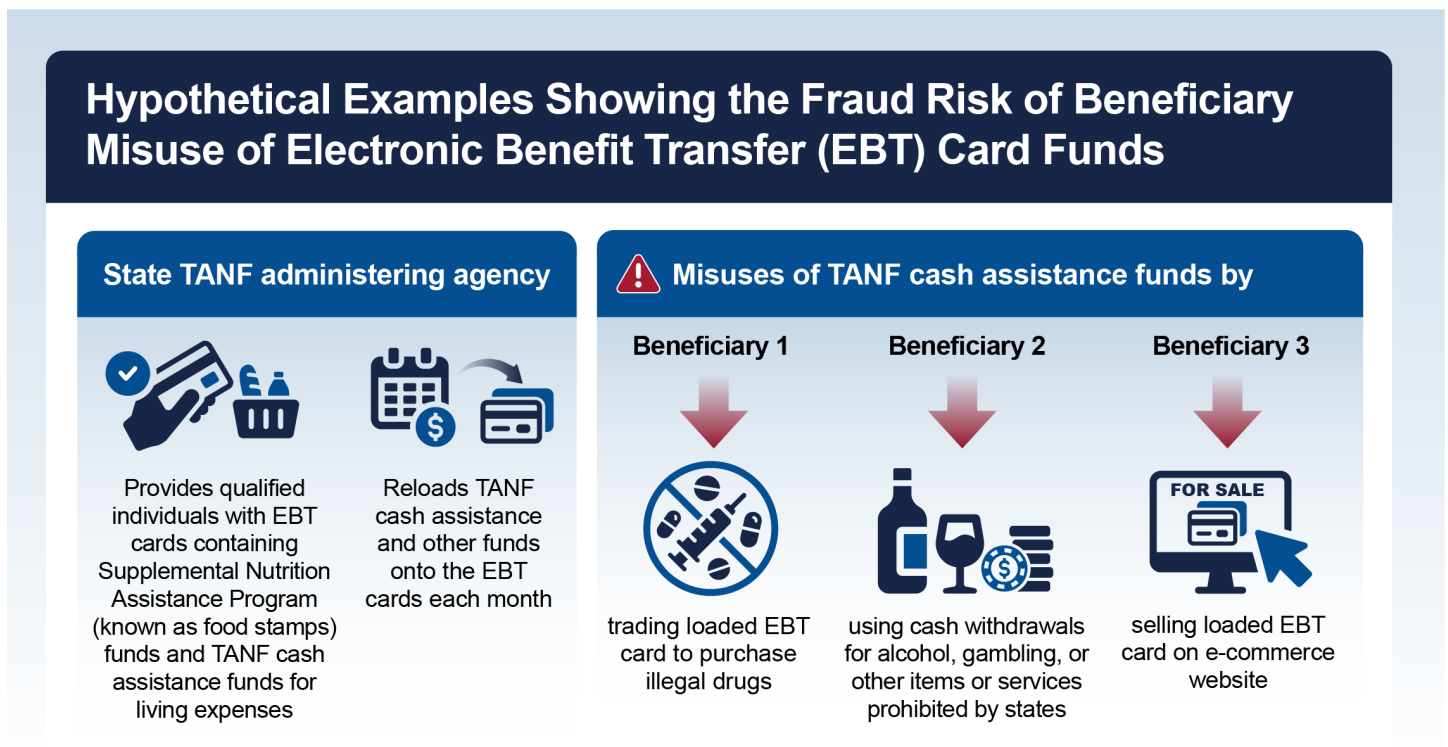 Hypothetical Examples Showing the Fraud Risk of Beneficiary
Misuse of Electronic Benefit Transfer (EBT) Card Funds
State TANF administering agency
Provides qualified
individuals with EBT
cards containing
Supplemental Nutrition
Assistance Program
(known as food stamps)
funds and TANF cash
assistance funds for
living expenses
Reloads TANF
cash assistance
and other funds
onto the EBT
cards each month
Misuses of TANF cash assistance funds by
Beneficiary 1
trading loaded EBT
card to purchase
illegal drugs
Beneficiary 2
using cash withdrawals
for alcohol, gambling, or
other items or services
prohibited by states
Beneficiary 3
FOR SALE
selling loaded EBT
card on e-commerce
website